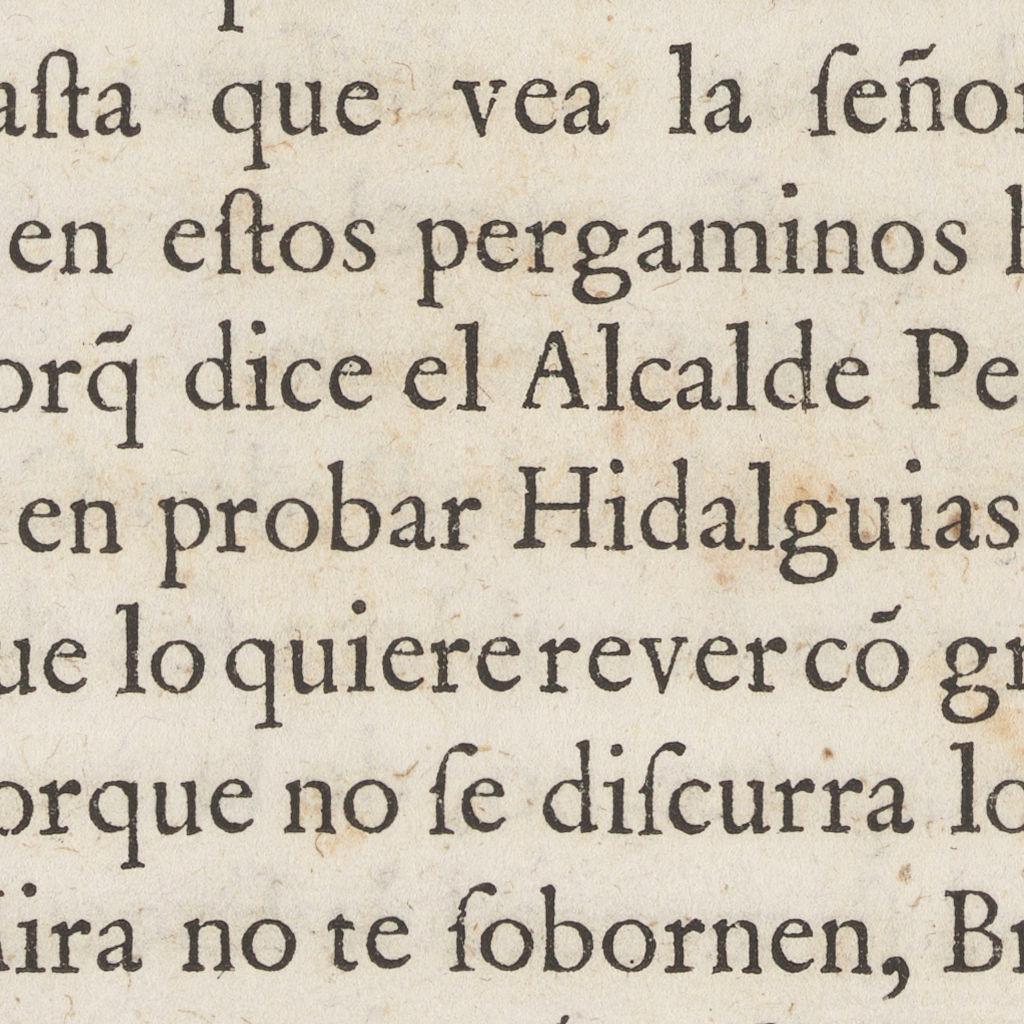 aſta que vea la ſeñor
en eſtos pergaminos
orq̃ dice el Alcalde Pe
en probar Hidalguias
ue lo quiere rever cõ gr
orque no ſe diſcurra lo
ira no te ſobornen, Br